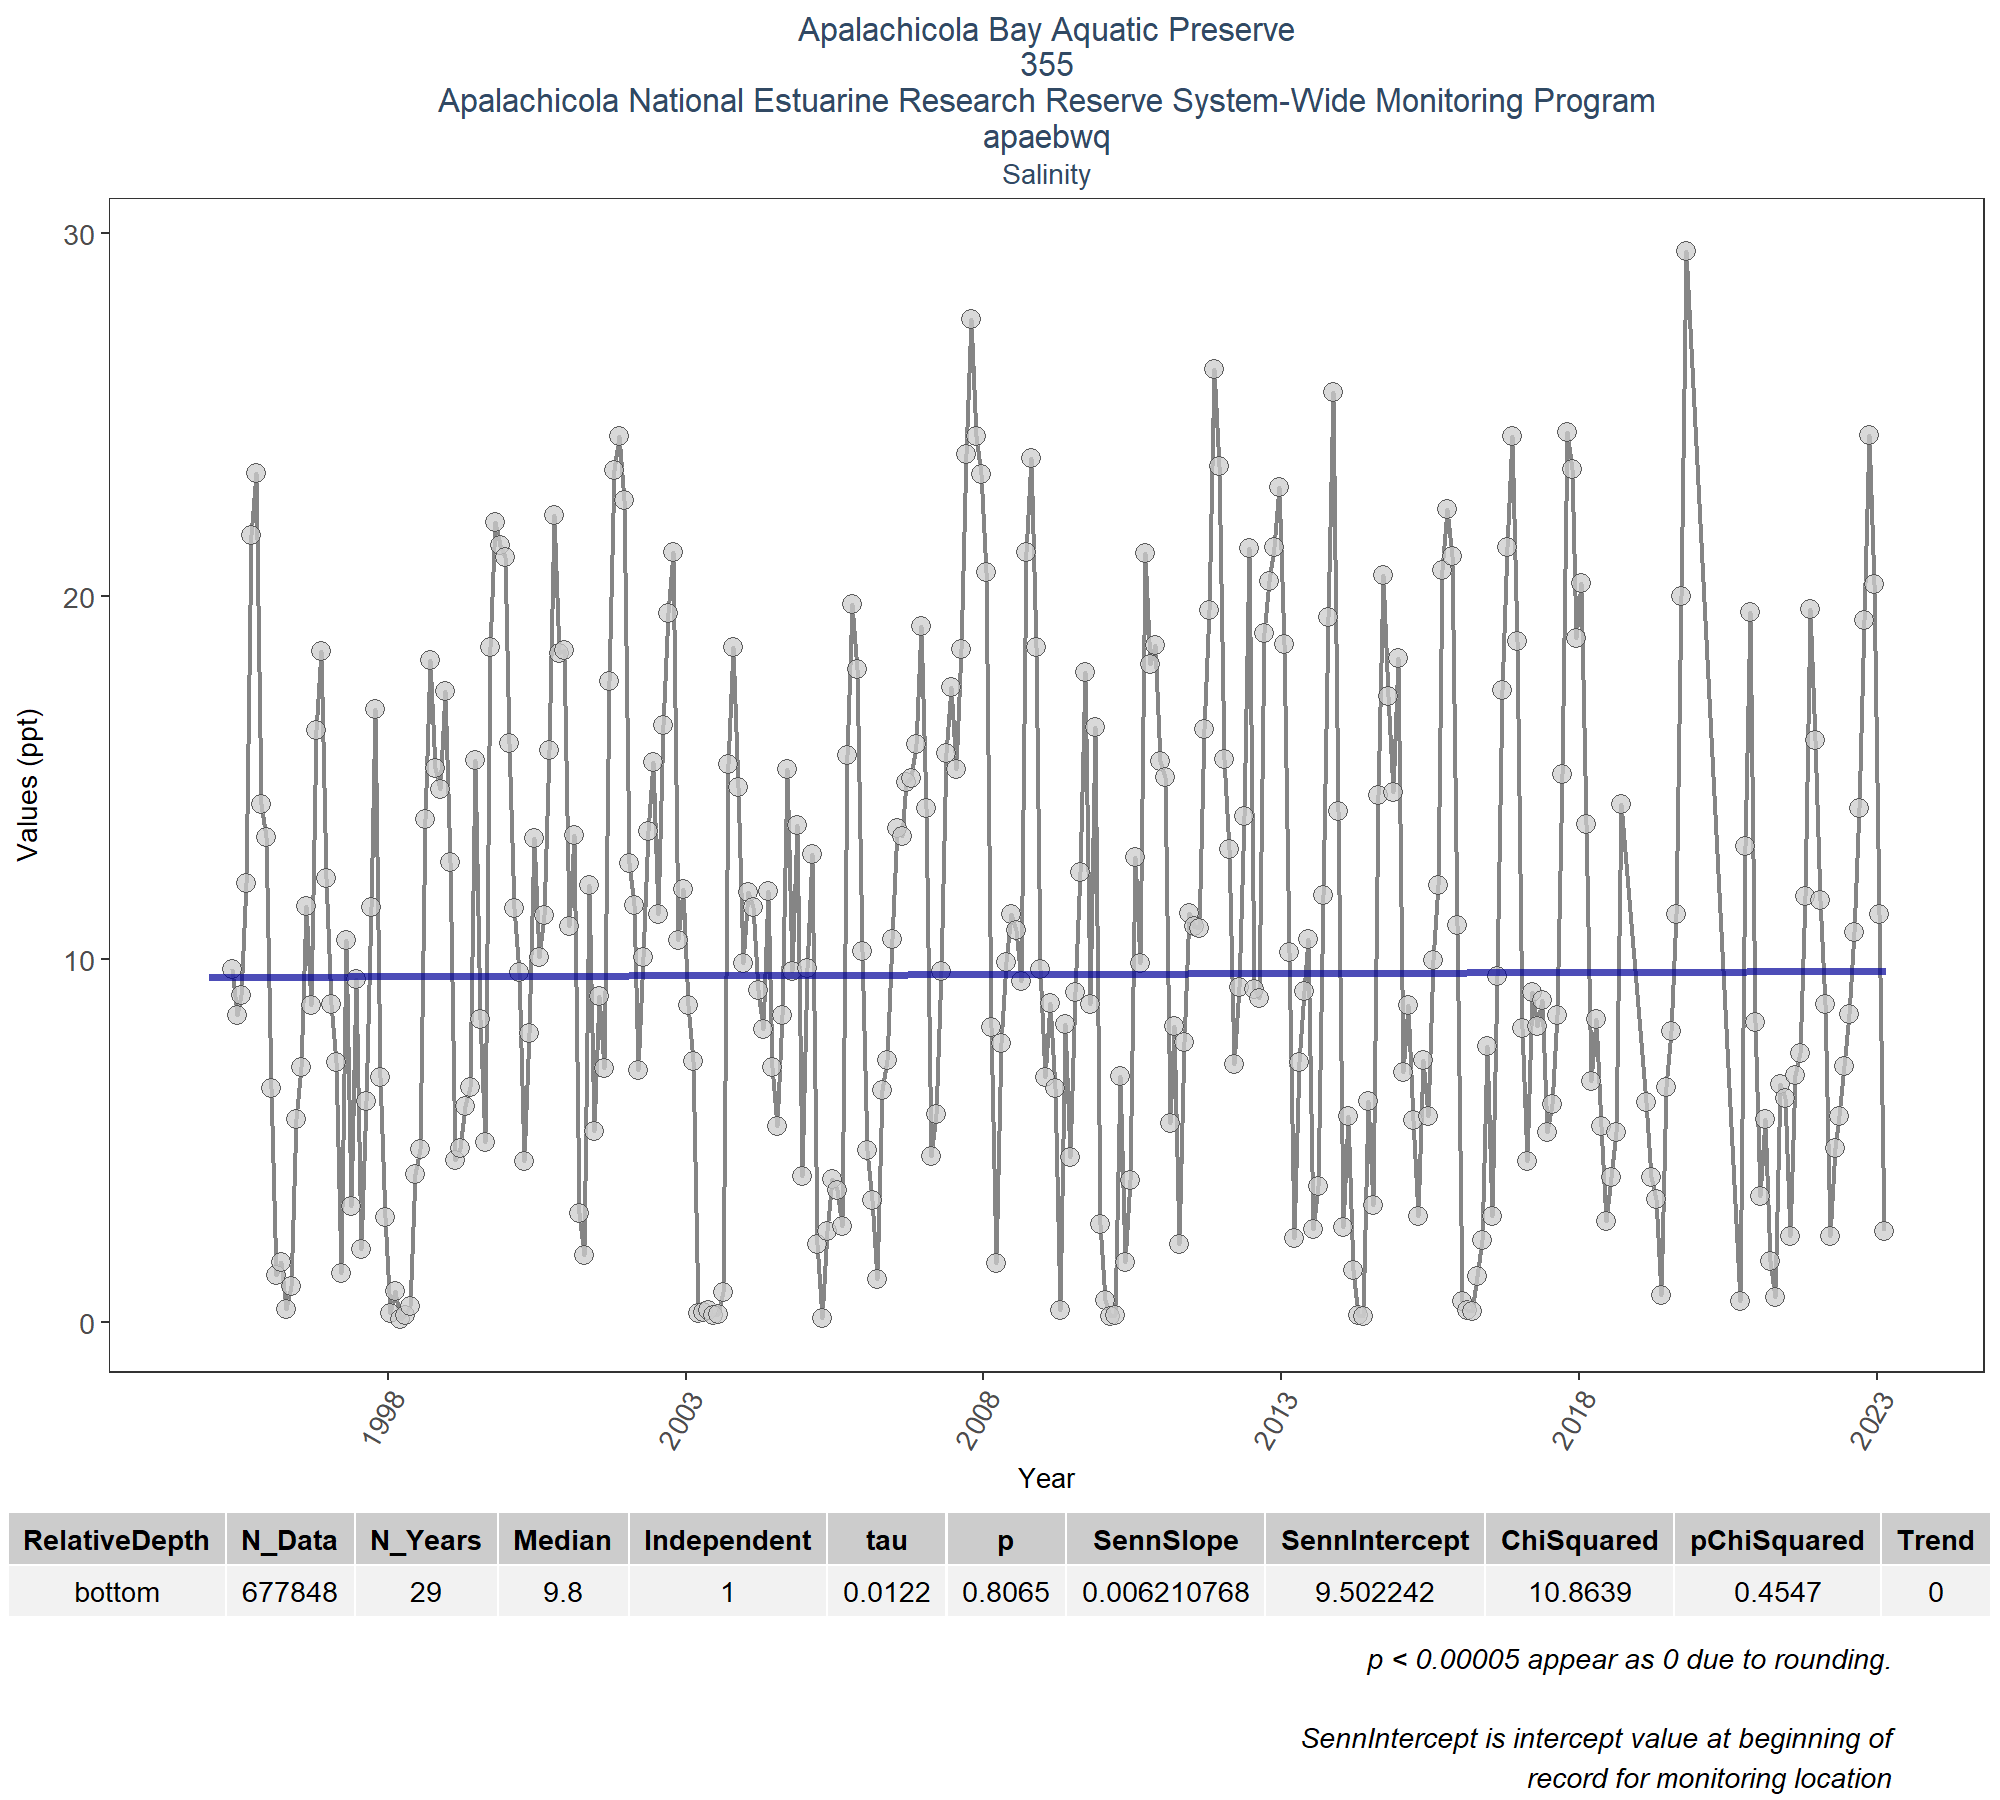 Apalachicola Bay Aquatic Preserve
355
Apalachicola National Estuarine Research Reserve System-Wide Monitoring Program
apaebwq
Salinity
Values (ppt)
30
20
10
0
1998 2003 2008 2013 2018 2023
Year
RelativeDepth N_Data N_Years Median Independent tau p SennSlope SennIntercept ChiSquared pChiSquared Trend
bottom 677848 29 9.8 1 0.0122 0.8065 0.006210768 9.502242 10.8639 0.4547 0
p < 0.00005 appear as 0 due to rounding.
SennIntercept is intercept value at beginning of
record for monitoring location